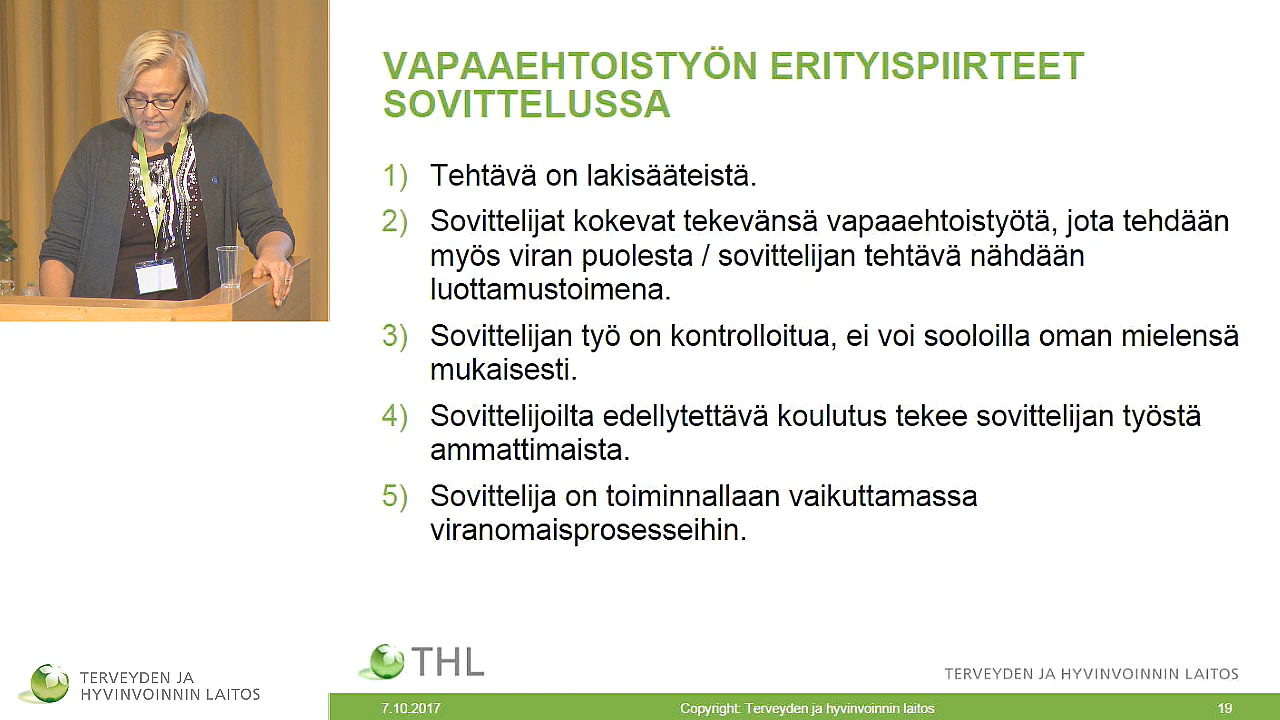 VAPAAEHTOISTYÖN ERITYISPIIRTEET
SOVITTELUSSA
1) Tehtävä on lakisääteistä.
2) Sovittelijat kokevat tekevänsä vapaaehtoistyötä, jota tehdään
myös viran puolesta / sovittelijan tehtävä nähdään
luottamustoimena.
3) Sovittelijan työ on kontrolloitua, ei voi sooloilla oman mielensä
mukaisesti.
4) Sovittelijoilta edellytettävä koulutus tekee sovittelijan työstä
ammattimaista.
5) Sovittelija on toiminnallaan vaikuttamassa
viranomaisprosesseihin.
TERVEYDEN JA
HYVINVOINNIN LAITOS
THL
TERVEYDEN JA HYVINVOINNIN LAITOS
7.10.2017 Copyright: Terveyden ja hyvinvoinnin laitos 19